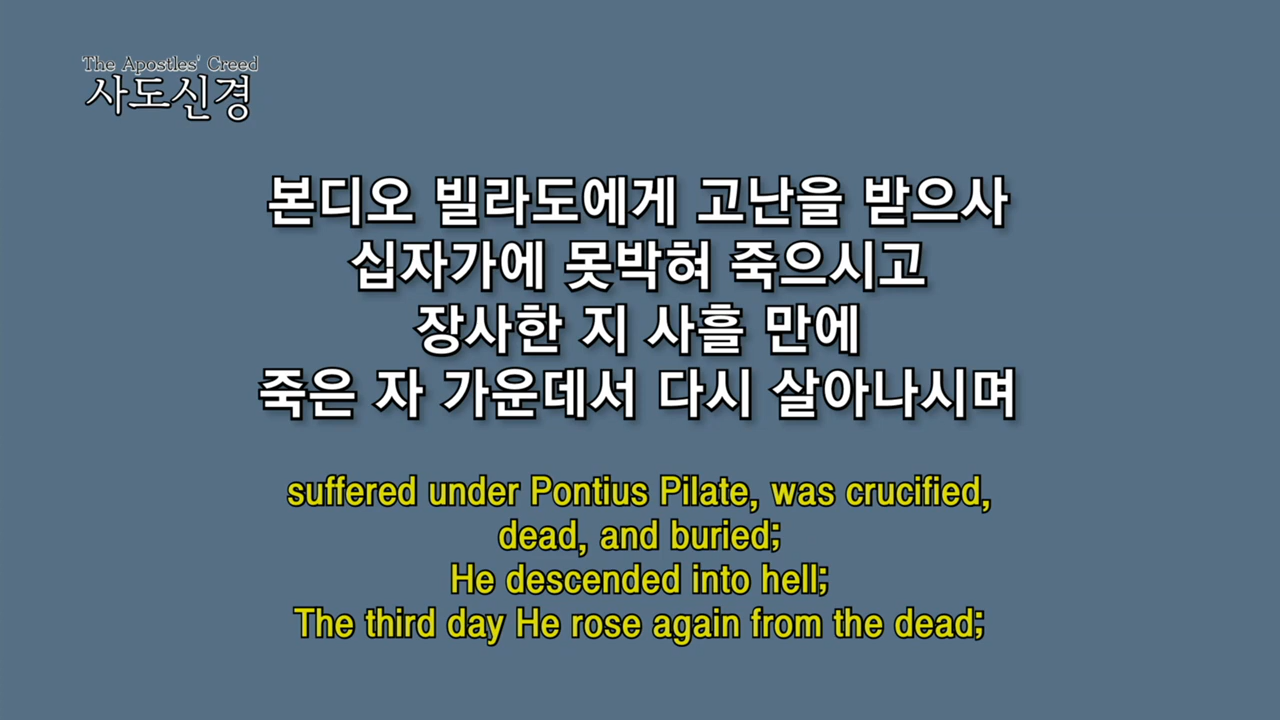 The Apostles' Creed
사도신경
본디오 빌라도에게 고난을 받으사
십자가에 못박혀 죽으시고
장사한 지 사흘 만에
죽은 자 가운데서 다시 살아나시며
suffered under Pontius Pilate, was crucified,
dead, and buried;
He descended into hell;
The third day He rose again from the dead;